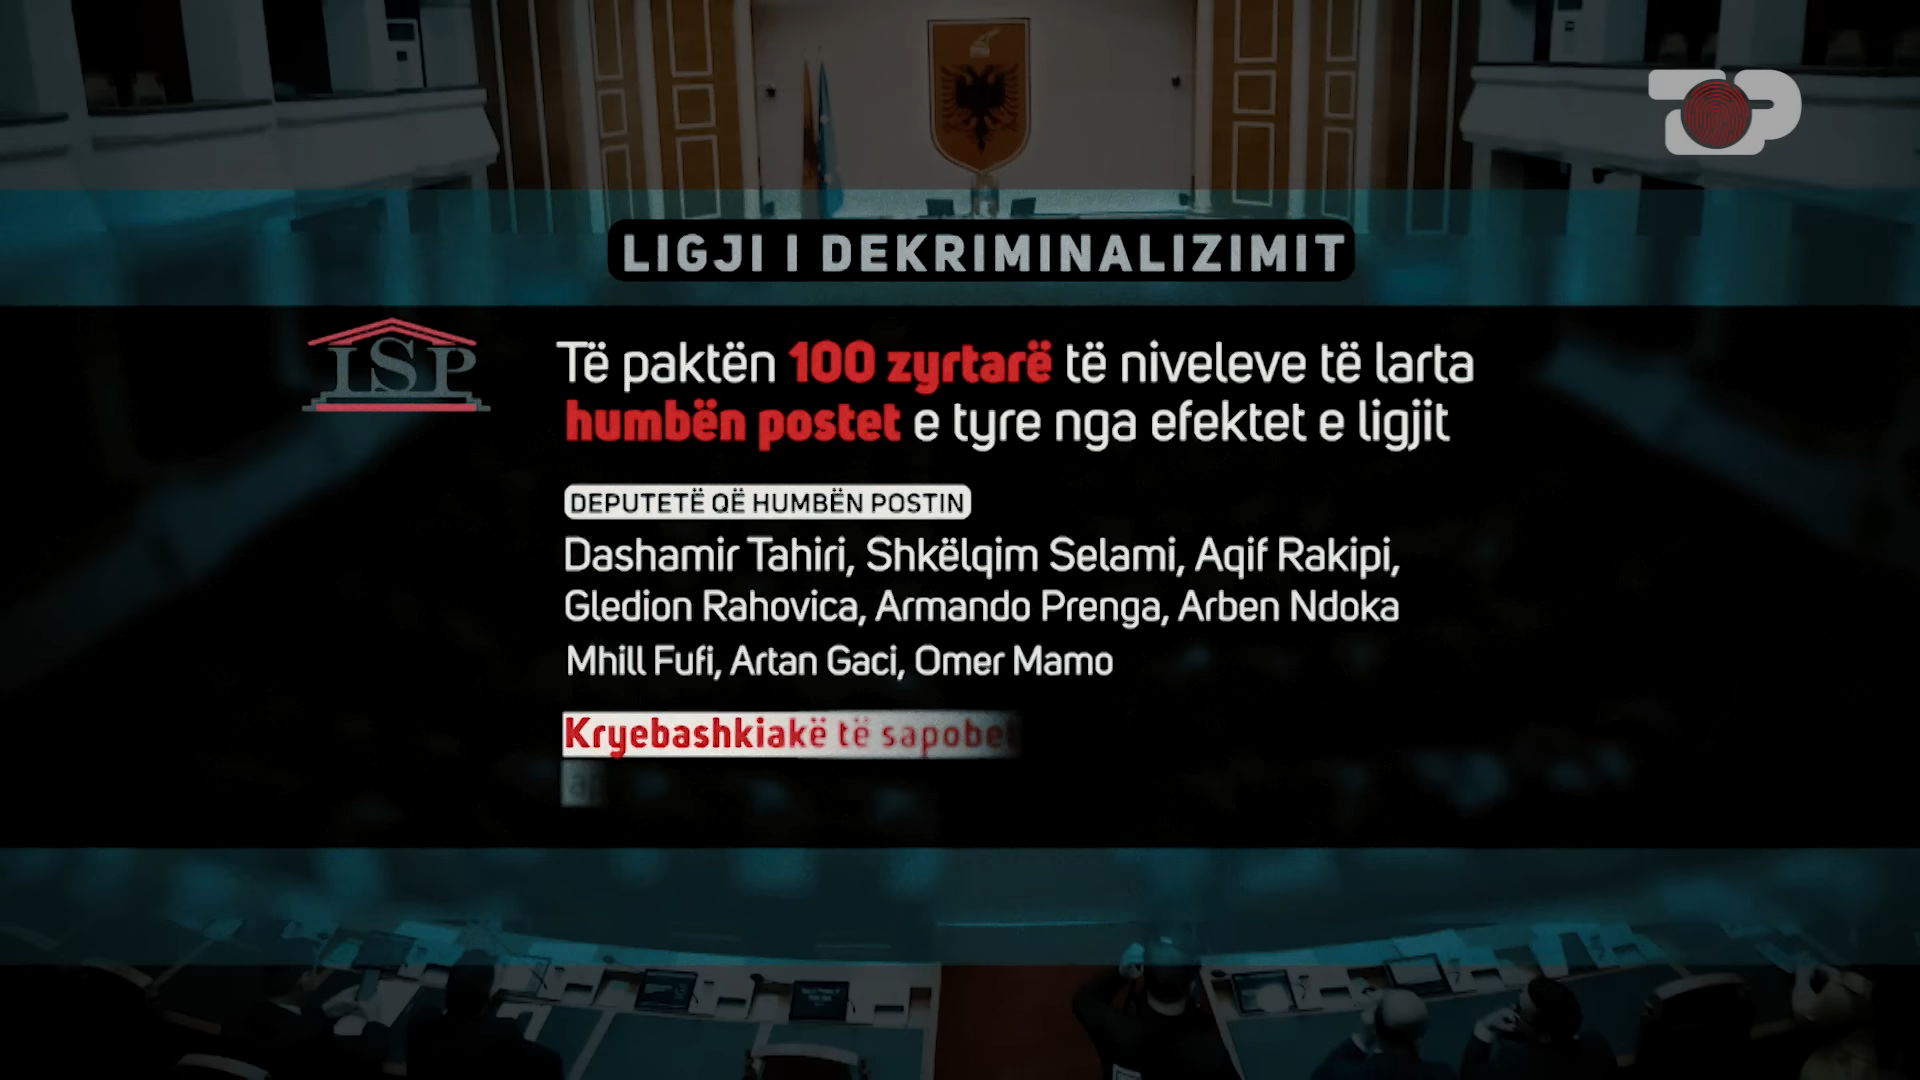 LIGJI I DEKRIMINALIZIMIT
ISP
Të paktën 100 zyrtarë të niveleve të larta
humbën postet e tyre nga efektet e ligjit
DEPUTETË QË HUMBËN POSTIN
Dashamir Tahiri, Shkëlqim Selami, Aqif Rakipi,
Gledion Rahovica, Armando Prenga, Arben Ndoka
Mhill Fufi, Artan Gaci, Omer Mamo
Kryebashkiakë të